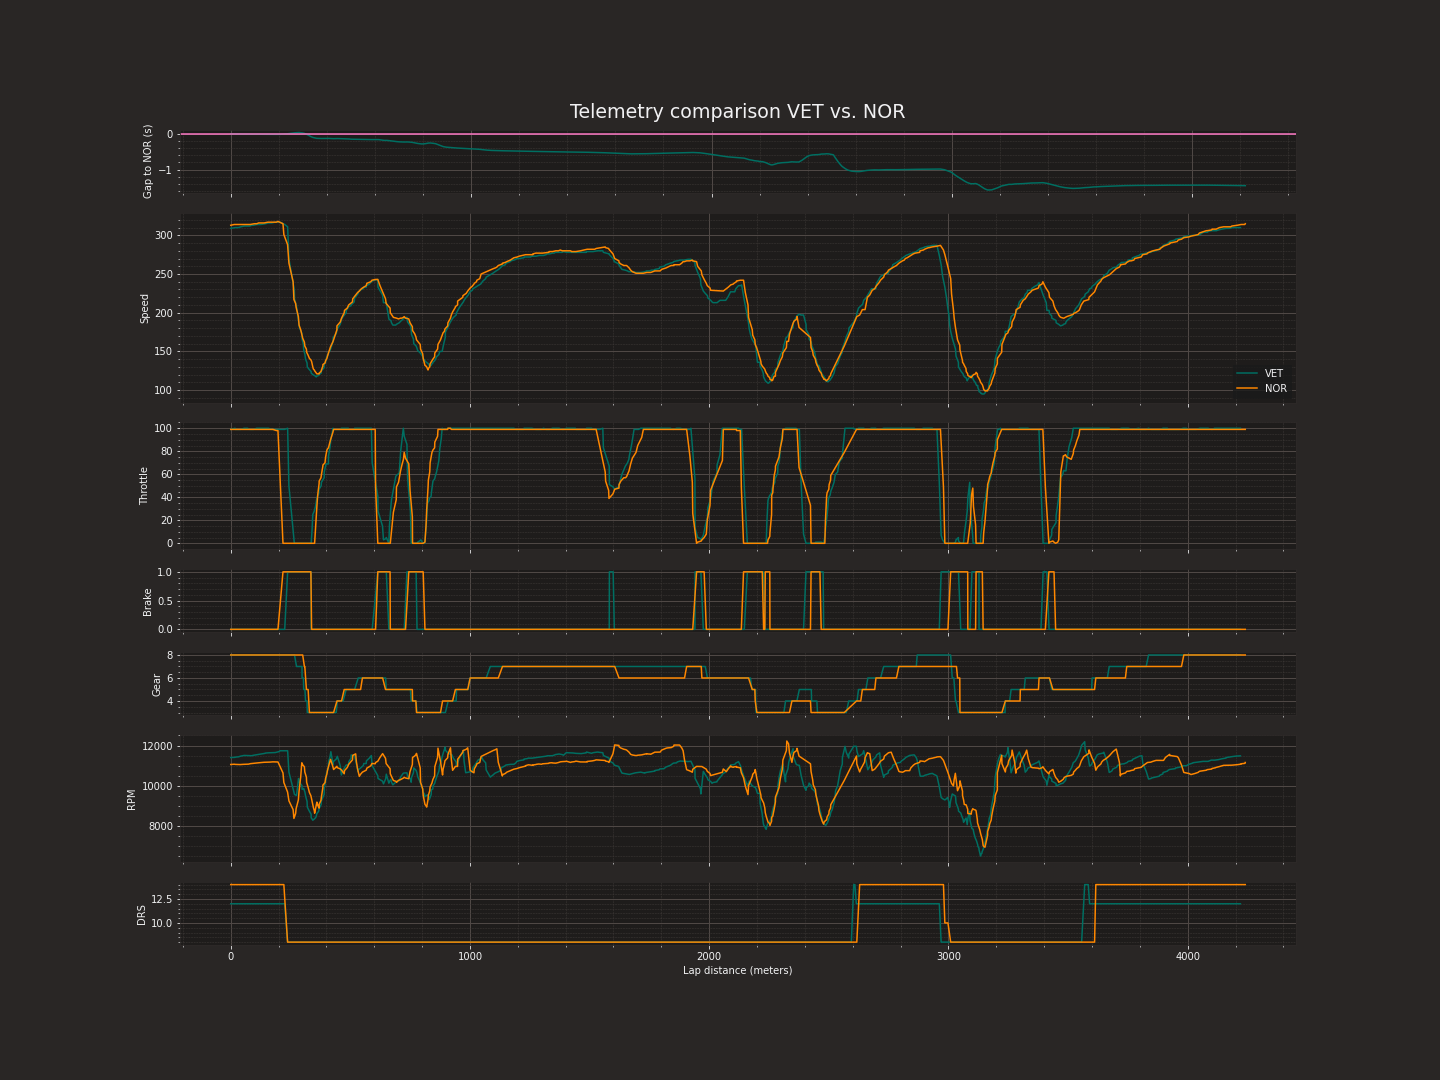 Telemetry comparison VET vs. NOR
Gap to NOR (s)
0
−1
Speed
300
250
200
150
100
VET
NOR
Throttle
100
80
60
40
20
0
Brake
1.0
0.5
0.0
Gear
8
6
4
RPM
12000
10000
8000
DRS
12.5
10.0
0 1000 2000 3000 4000
Lap distance (meters)